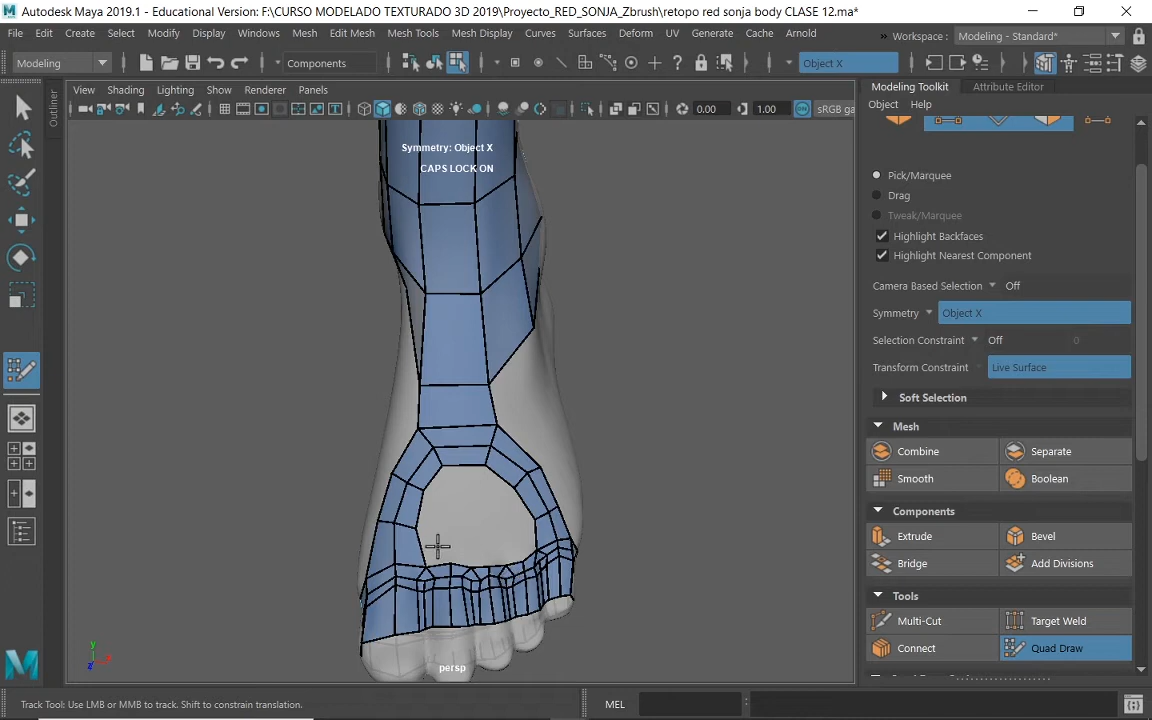 Autodesk Maya 2019.1 - Educational Version: F:\CURSO MODELADO TEXTURADO 3D 2019\Proyecto_RED_SONJA_Zbrush\retopo red sonja body CLASE 12.ma*
File Edit Create Select Modify Display Windows Mesh Edit Mesh Mesh Tools Mesh Display Curves Surfaces Deform UV Generate Cache Arnold
Workspace : Modeling - Standard*
Modeling Components Object X
View Shading Lighting Show Renderer Panels
Modeling Toolkit Attribute Editor
Outliner
0.00 1.00 sRGB ga
Object Help
Symmetry: Object X
CAPS LOCK ON
Pick/Marquee
Drag
Tweak/Marquee
Highlight Backfaces
Highlight Nearest Component
Camera Based Selection Off
Symmetry Object X
Selection Constraint Off 0
Transform Constraint Live Surface
Soft Selection
Mesh
Combine Separate
Smooth Boolean
Components
Extrude Bevel
Bridge Add Divisions
Tools
Multi-Cut Target Weld
Connect Quad Draw
y
z
persp
Track Tool: Use LMB or MMB to track. Shift to constrain translation.
MEL